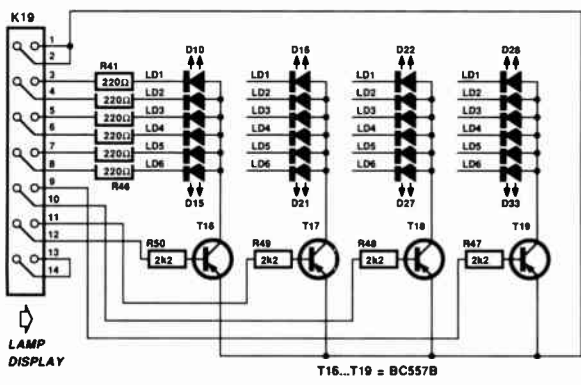 K19
1
2
3
4
5
6
7
8
9
10
11
12
13
14
R41
220Ω
220Ω
220Ω
220Ω
220Ω
220Ω
R46
LD1
LD2
LD3
LD4
LD5
LD6
D10
D15
LD1
LD2
LD3
LD4
LD5
LD6
D16
D21
LD1
LD2
LD3
LD4
LD5
LD6
D22
D27
LD1
LD2
LD3
LD4
LD5
LD6
D28
D33
R50
2k2
T16
R49
2k2
T17
R48
2k2
T18
R47
2k2
T19
LAMP
DISPLAY
T16...T19 = BC557B